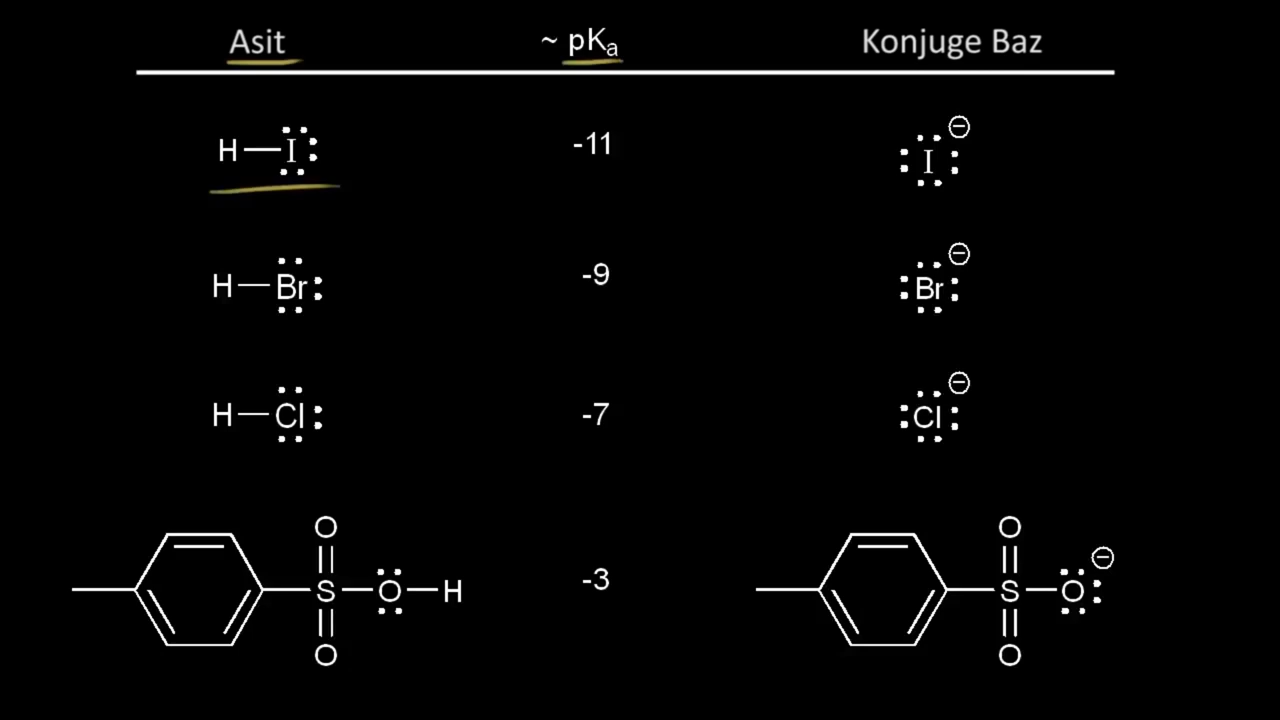 Asit ~ pKa Konjuge Baz
H—I -11 I⊖
H—Br -9 Br⊖
H—Cl -7 Cl⊖
O O
S—O—H -3 S—O⊖
O O